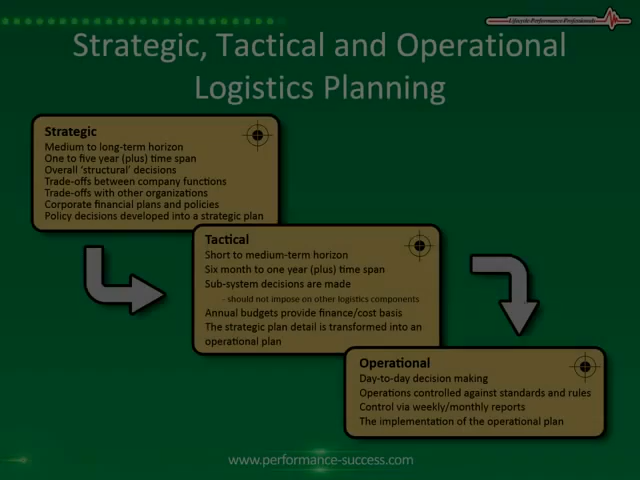 Lifecycle Performance Professionals
Strategic, Tactical and Operational
Logistics Planning
Strategic
Medium to long-term horizon
One to five year (plus) time span
Overall ‘structural’ decisions
Trade-offs between company functions
Trade-offs with other organizations
Corporate financial plans and policies
Policy decisions developed into a strategic plan
Tactical
Short to medium-term horizon
Six month to one year (plus) time span
Sub-system decisions are made
- should not impose on other logistics components
Annual budgets provide finance/cost basis
The strategic plan detail is transformed into an
operational plan
Operational
Day-to-day decision making
Operations controlled against standards and rules
Control via weekly/monthly reports
The implementation of the operational plan
www.performance-success.com